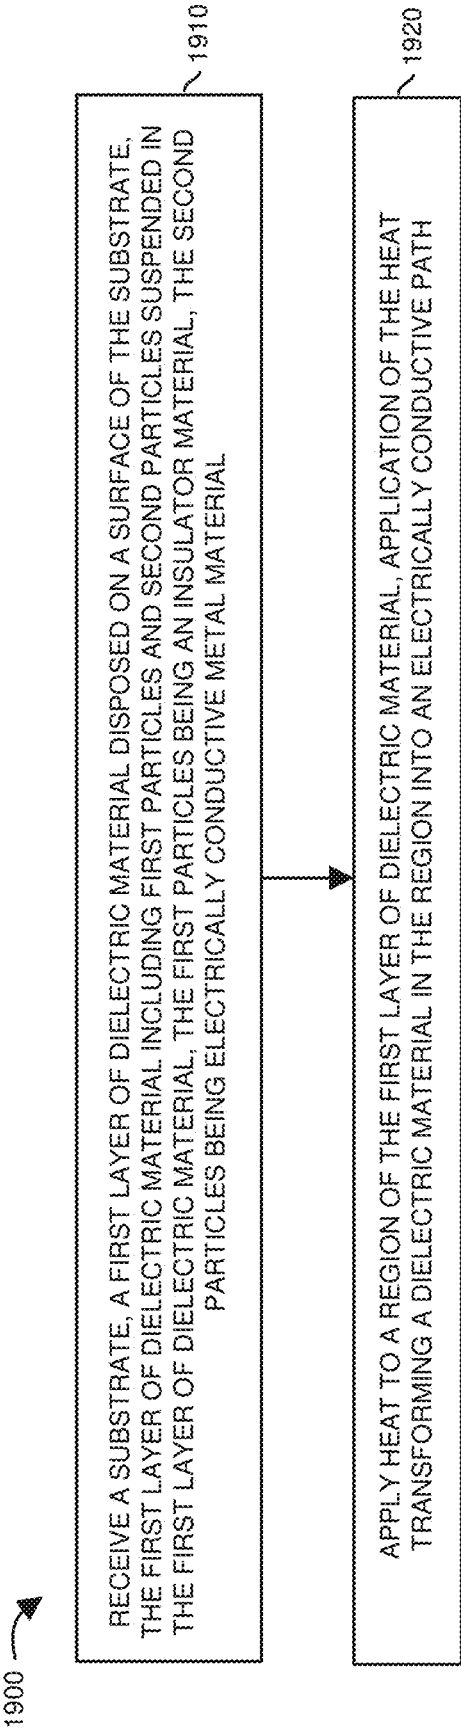 1900
RECEIVE A SUBSTRATE, A FIRST LAYER OF DIELECTRIC MATERIAL DISPOSED ON A SURFACE OF THE SUBSTRATE,
THE FIRST LAYER OF DIELECTRIC MATERIAL INCLUDING FIRST PARTICLES AND SECOND PARTICLES SUSPENDED IN
THE FIRST LAYER OF DIELECTRIC MATERIAL, THE FIRST PARTICLES BEING AN INSULATOR MATERIAL, THE SECOND
PARTICLES BEING ELECTRICALLY CONDUCTIVE METAL MATERIAL
1910
APPLY HEAT TO A REGION OF THE FIRST LAYER OF DIELECTRIC MATERIAL, APPLICATION OF THE HEAT
TRANSFORMING A DIELECTRIC MATERIAL IN THE REGION INTO AN ELECTRICALLY CONDUCTIVE PATH
1920